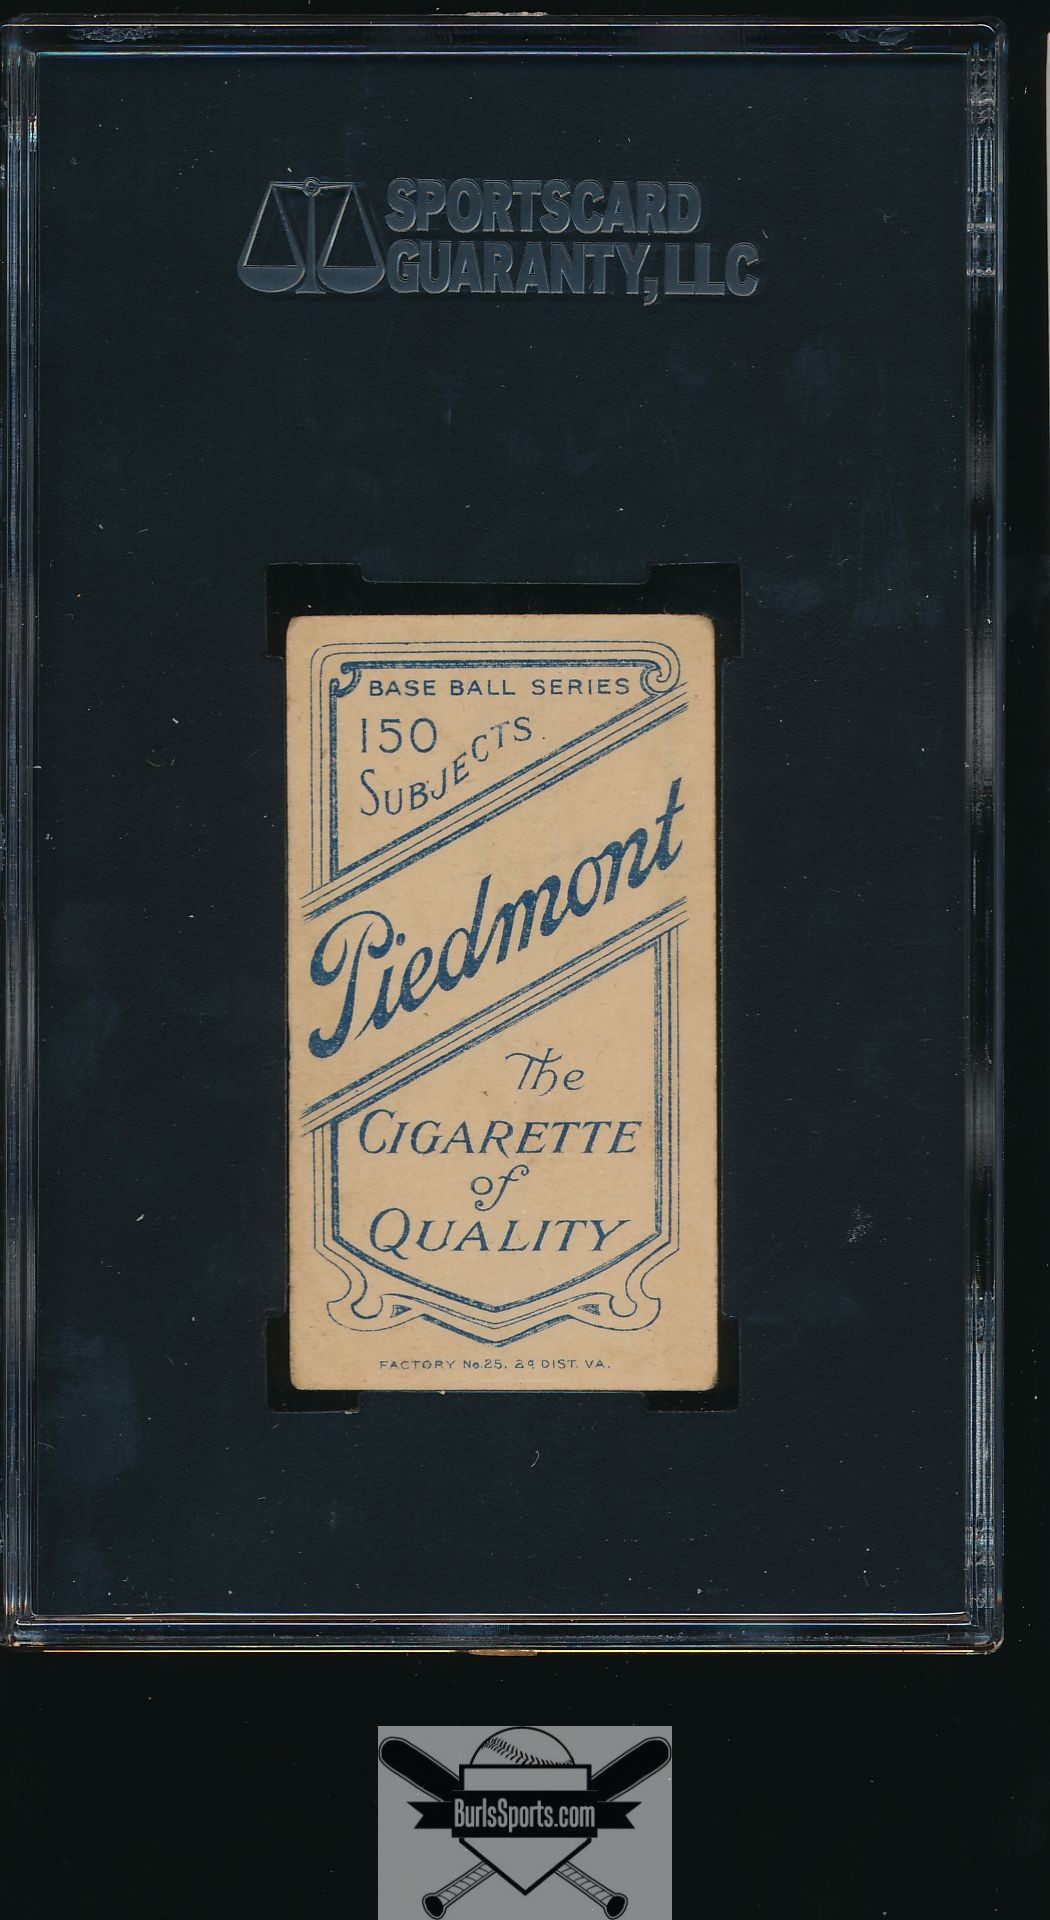 SPORTSCARD
GUARANTY, LLC
BASE BALL SERIES
150
SUBJECTS.
Piedmont
The
CIGARETTE
of
QUALITY
FACTORY No.25, 2d DIST. VA.
BurlsSports.com